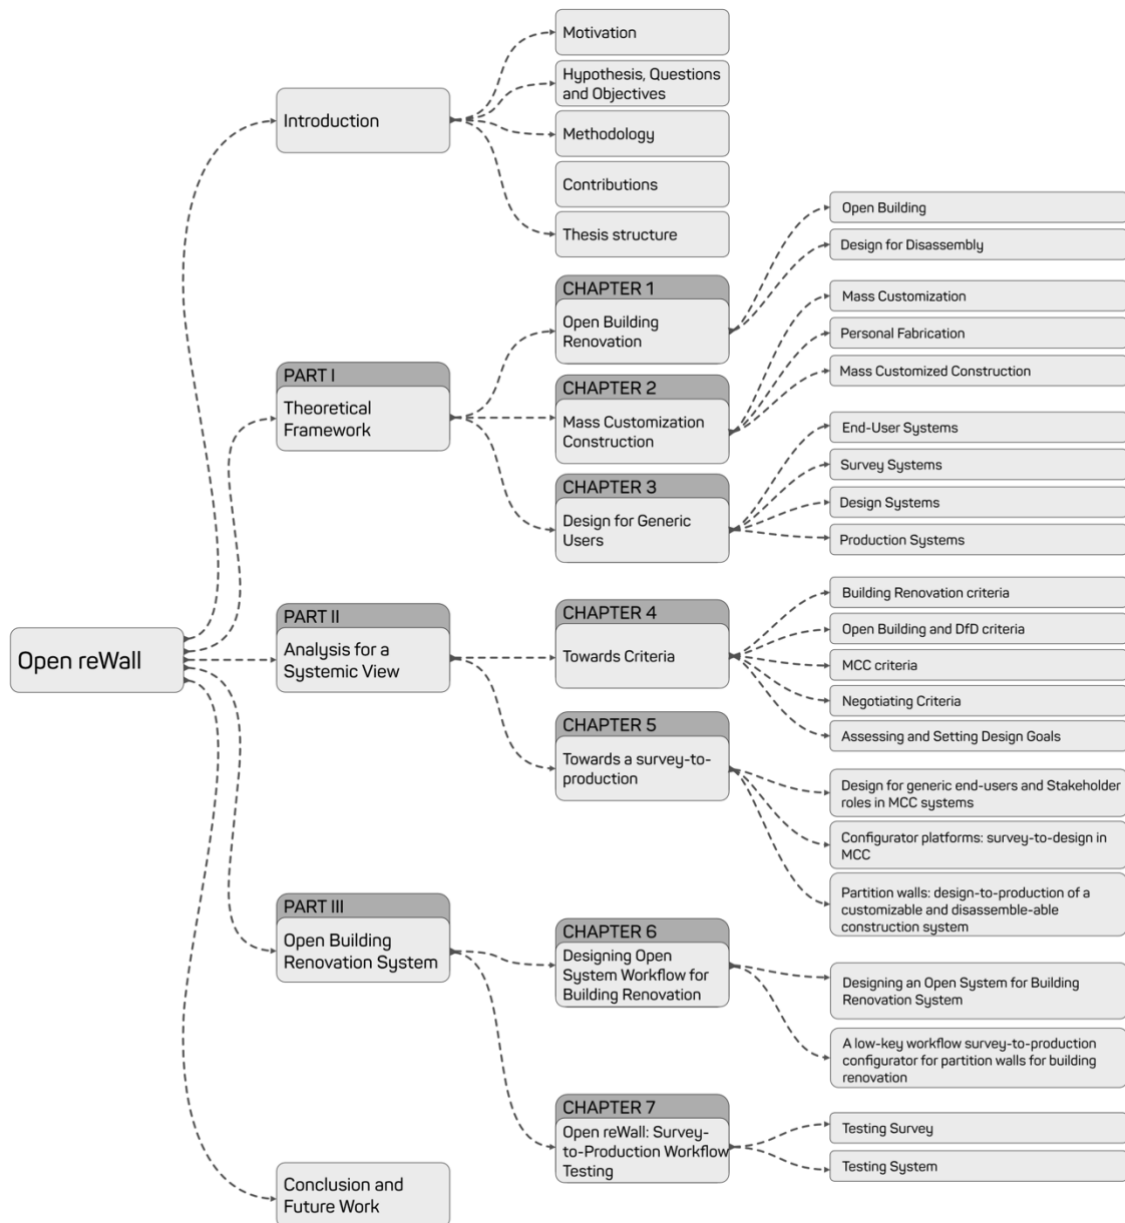 Open reWall
Introduction
Motivation
Hypothesis, Questions
and Objectives
Methodology
Contributions
Thesis structure
PART I
Theoretical
Framework
CHAPTER 1
Open Building
Renovation
Open Building
Design for Disassembly
CHAPTER 2
Mass Customization
Construction
Mass Customization
Personal Fabrication
Mass Customized Construction
CHAPTER 3
Design for Generic
Users
End-User Systems
Survey Systems
Design Systems
Production Systems
PART II
Analysis for a
Systemic View
CHAPTER 4
Towards Criteria
Building Renovation criteria
Open Building and DfD criteria
MCC criteria
Negotiating Criteria
Assessing and Setting Design Goals
CHAPTER 5
Towards a survey-to-
production
Design for generic end-users and Stakeholder
roles in MCC systems
Configurator platforms: survey-to-design in
MCC
Partition walls: design-to-production of a
customizable and disassemble-able
construction system
PART III
Open Building
Renovation System
CHAPTER 6
Designing Open
System Workflow for
Building Renovation
Designing an Open System for Building
Renovation System
A low-key workflow survey-to-production
configurator for partition walls for building
renovation
CHAPTER 7
Open reWall: Survey-
to-Production Workflow
Testing
Testing Survey
Testing System
Conclusion and
Future Work